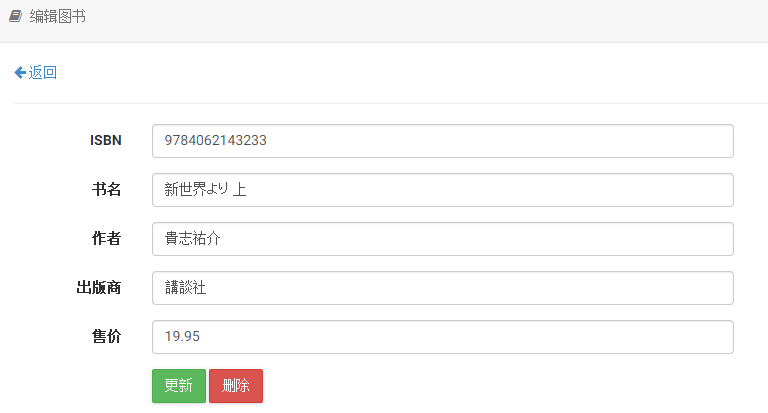 编辑图书
返回
ISBN 9784062143233
书名 新世界より 上
作者 貴志祐介
出版商 講談社
售价 19.95
更新 删除